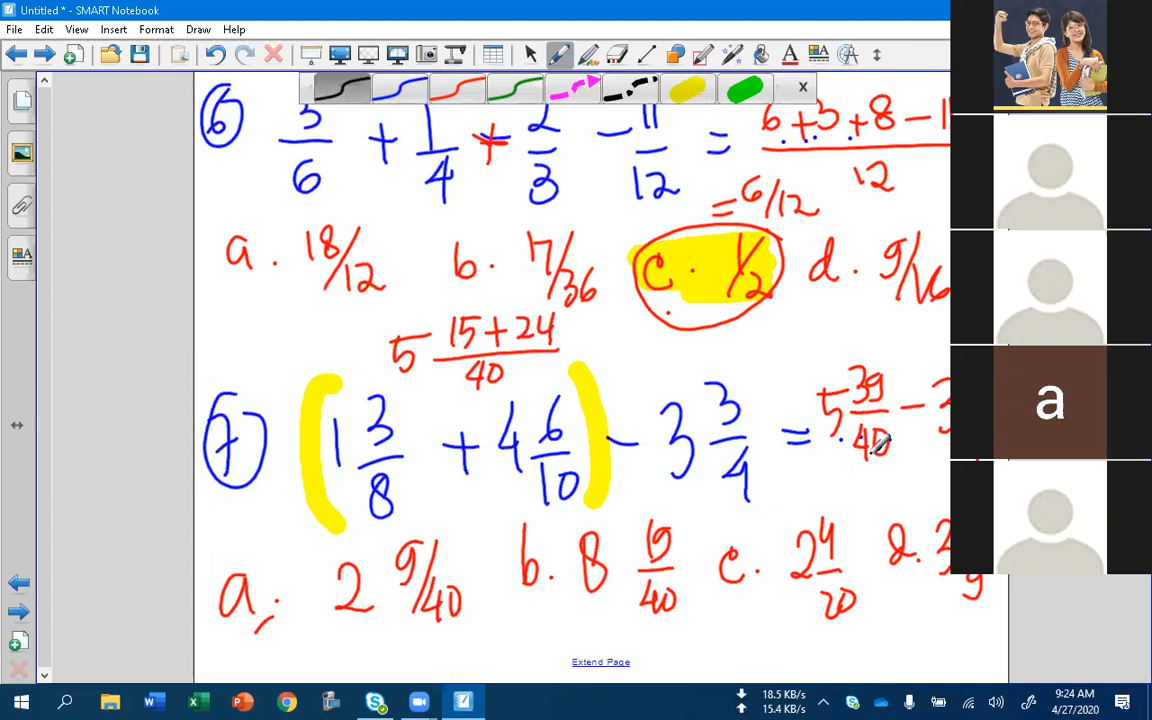 Untitled * - SMART Notebook
File Edit View Insert Format Draw Help
6 3/6 + 1/4 + 2/3 - 11/12 = 6 + 3 + 8 - 1 / 12
= 6/12
a. 18/12 b. 7/36 c. 1/2 d. 9/16
5 15 + 24 / 40
7 (1 3/8 + 4 6/10) - 3 3/4 = 5 39/40 - 3
a. 2 9/40 b. 8 19/40 c. 2 4/20 d. 3
a
Extend Page
18.5 KB/s
15.4 KB/s
9:24 AM
4/27/2020